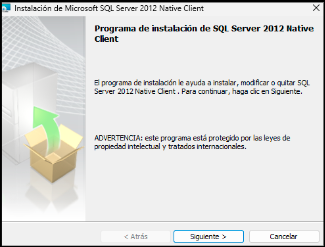 Instalación de Microsoft SQL Server 2012 Native Client
Programa de instalación de SQL Server 2012 Native
Client
El programa de instalación le ayuda a instalar, modificar o quitar SQL
Server 2012 Native Client . Para continuar, haga clic en Siguiente.
ADVERTENCIA: este programa está protegido por las leyes de
propiedad intelectual y tratados internacionales.
< Atrás
Siguiente >
Cancelar